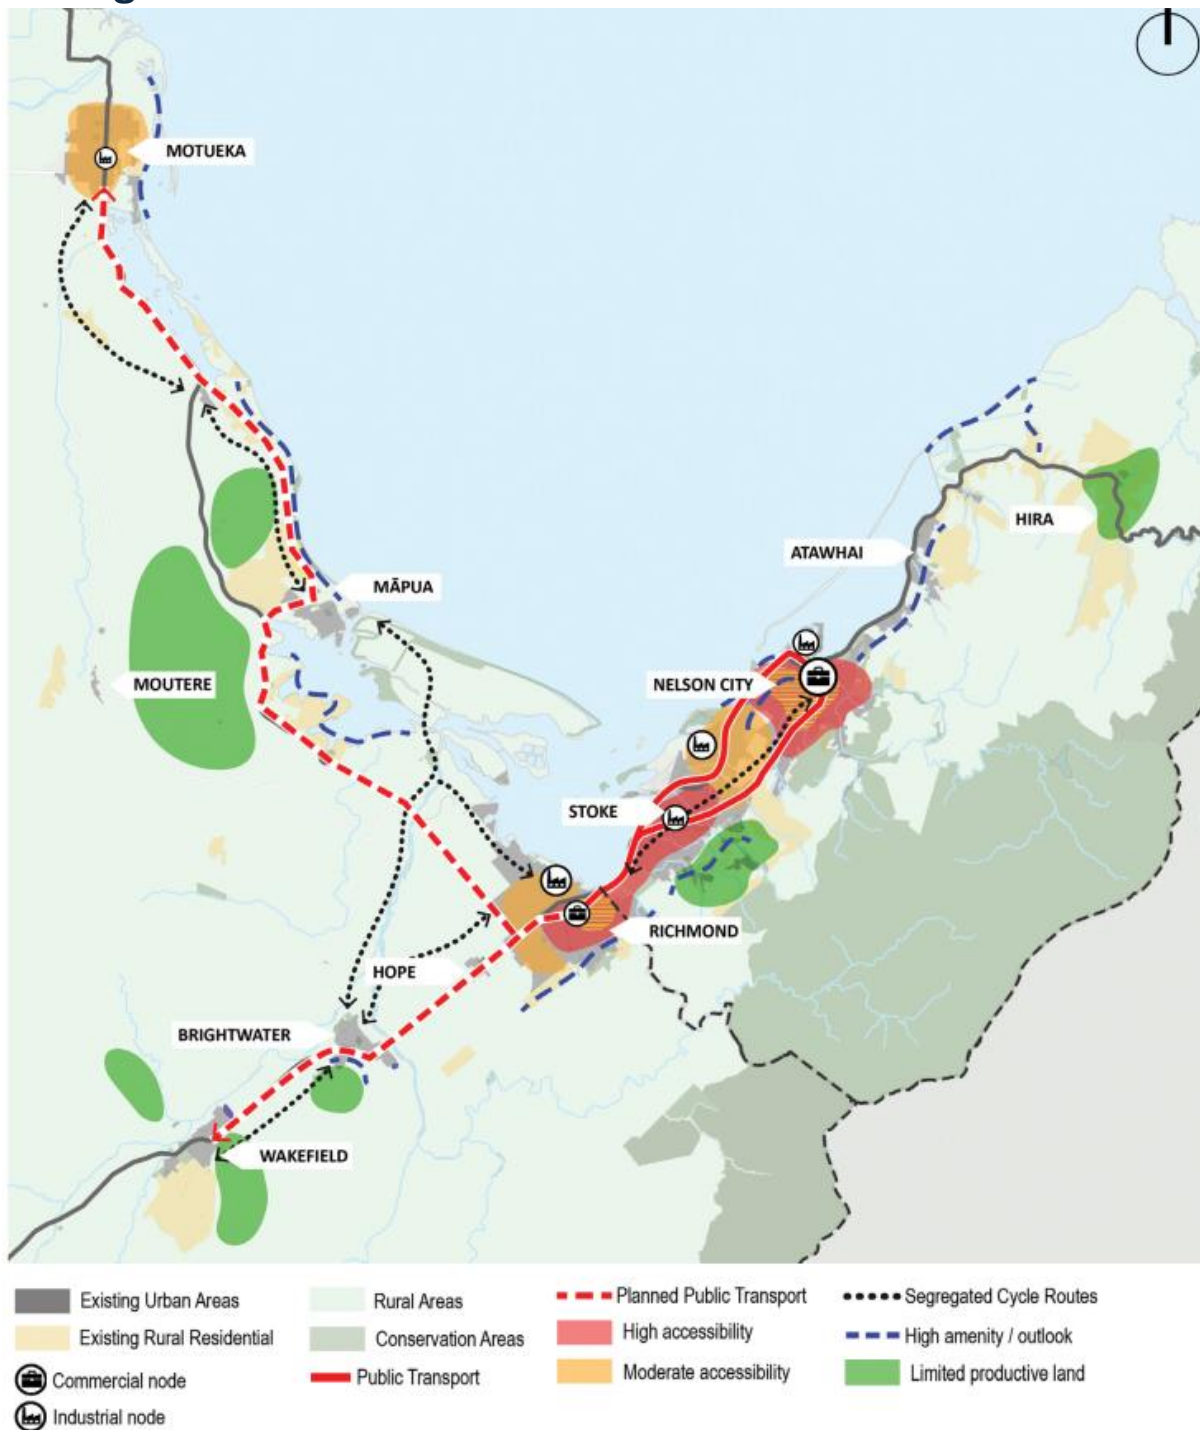 MOTUEKA
HIRA
ATAWHAI
MĀPUA
MOUTERE
NELSON CITY
STOKE
RICHMOND
HOPE
BRIGHTWATER
WAKEFIELD
Existing Urban Areas
Rural Areas
Planned Public Transport
Segregated Cycle Routes
Existing Rural Residential
Conservation Areas
High accessibility
High amenity / outlook
Commercial node
Public Transport
Moderate accessibility
Limited productive land
Industrial node